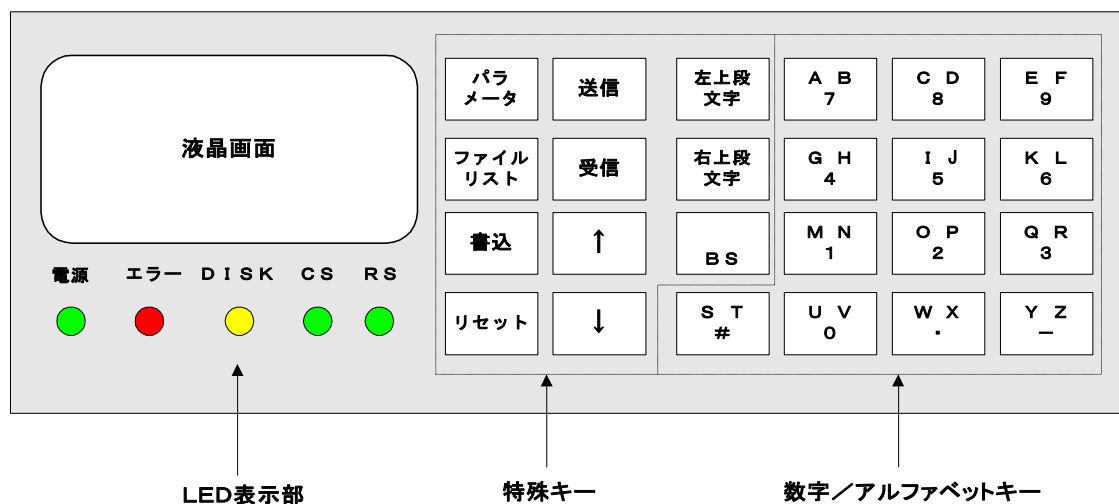 液晶画面
電源 エラー ＤＩＳＫ ＣＳ ＲＳ
パラ
メータ
送信
左上段
文字
Ａ Ｂ
７
Ｃ Ｄ
８
Ｅ Ｆ
９
ファイル
リスト
受信
右上段
文字
Ｇ Ｈ
４
Ｉ Ｊ
５
Ｋ Ｌ
６
書込
↑
ＢＳ
Ｍ Ｎ
１
Ｏ Ｐ
２
Ｑ Ｒ
３
リセット
↓
Ｓ Ｔ
＃
Ｕ Ｖ
０
Ｗ Ｘ
・
Ｙ Ｚ
－
LED表示部
特殊キー
数字／アルファベットキー